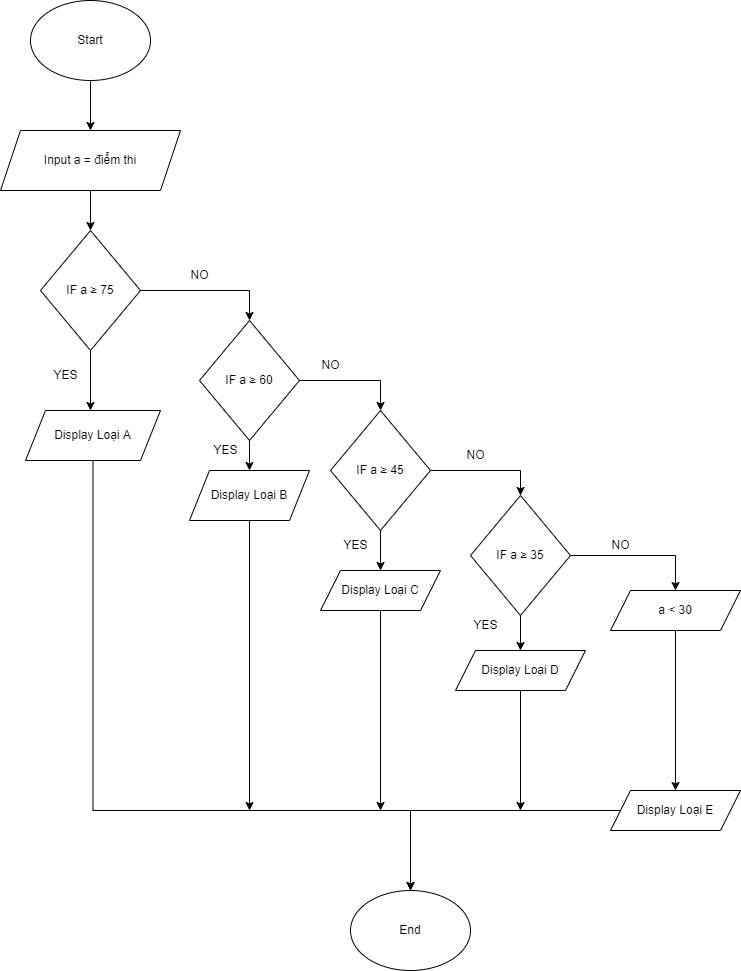 Start
Input a = điểm thi
IF a ≥ 75
NO
YES
Display Loại A
IF a ≥ 60
NO
YES
Display Loại B
IF a ≥ 45
NO
YES
Display Loại C
IF a ≥ 35
NO
YES
Display Loại D
a < 30
Display Loại E
End